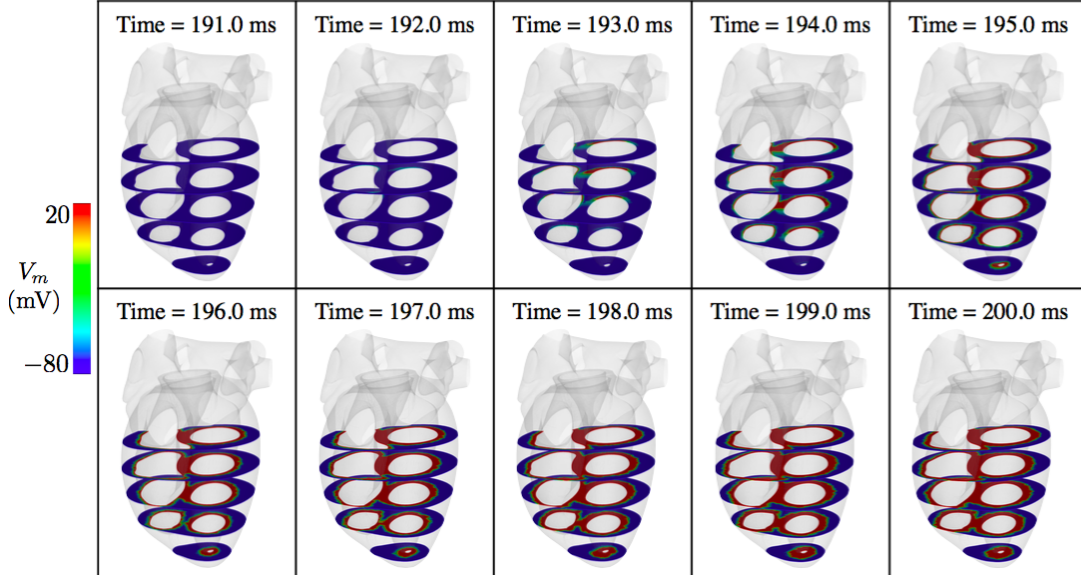 Time = 191.0 ms
Time = 192.0 ms
Time = 193.0 ms
Time = 194.0 ms
Time = 195.0 ms
20
V_m
(mV)
−80
Time = 196.0 ms
Time = 197.0 ms
Time = 198.0 ms
Time = 199.0 ms
Time = 200.0 ms